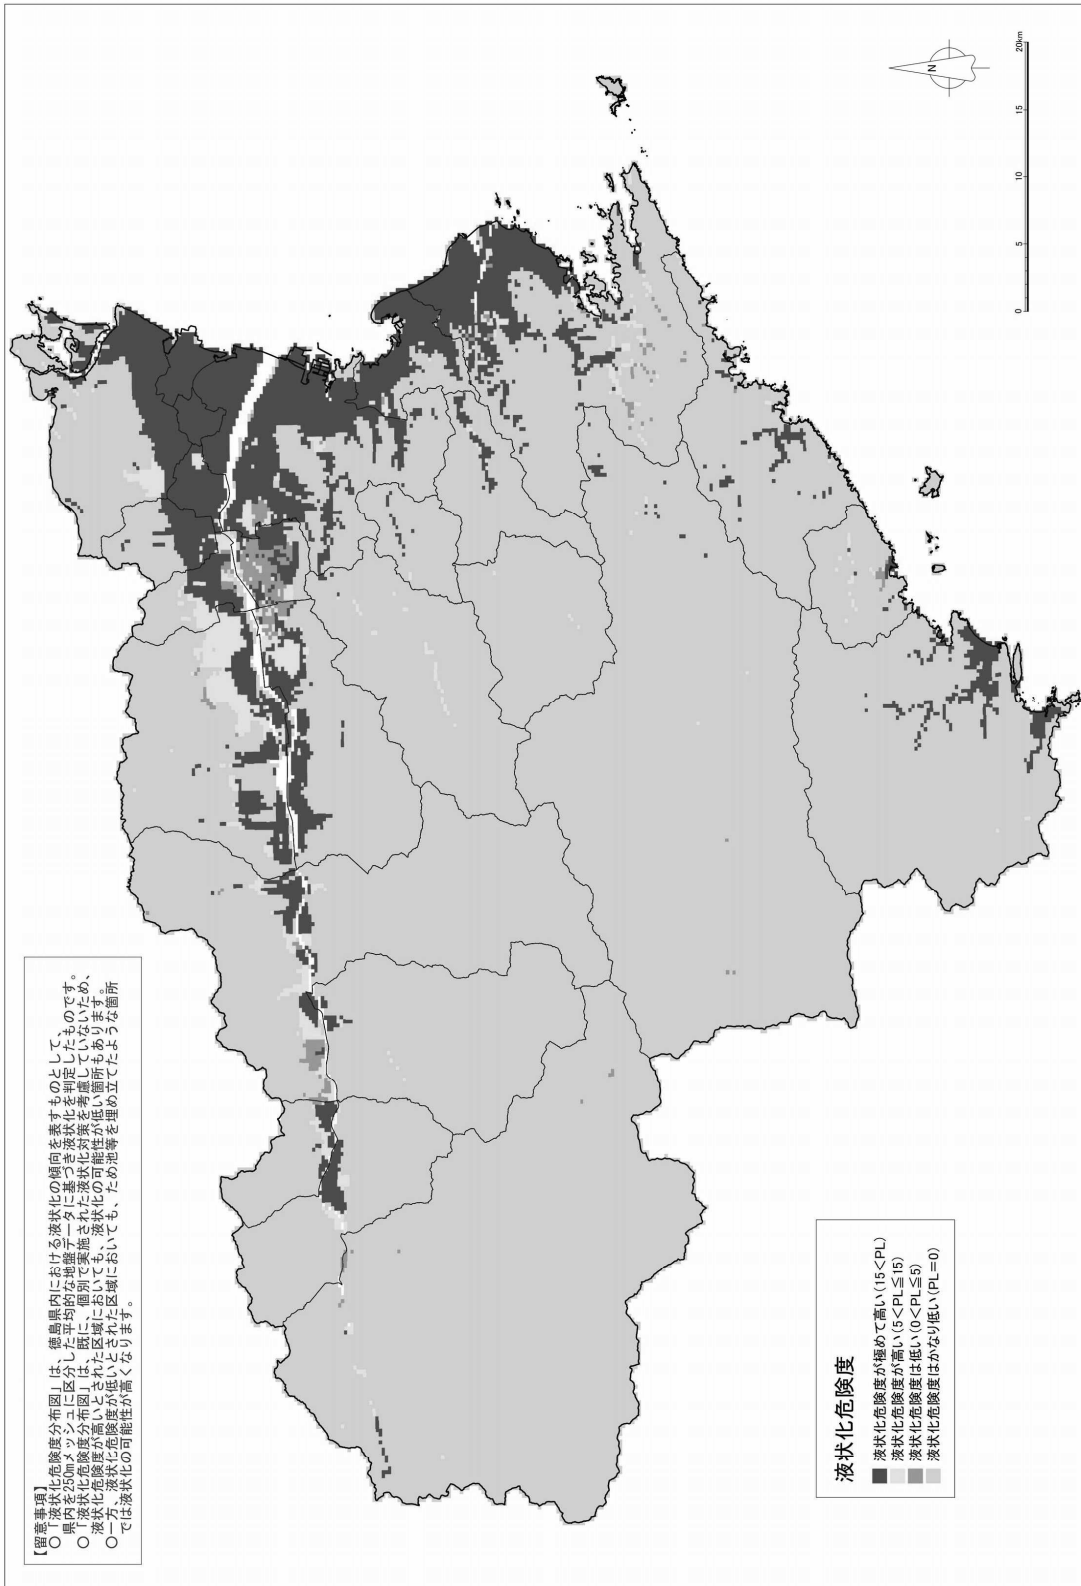 【留意事項】
○「液状化危険度分布図」は、徳島県内における液状化の傾向を表すものとして、
県内を250mメッシュに区分した平均的な地盤データに基づき液状化を判定したものです。
○「液状化危険度分布図」は、既に、個別で実施された液状化対策を考慮していないため、
液状化危険度が高いとされた区域においても、液状化の可能性が低い箇所もあります。
○一方、液状化危険度が低いとされた区域においても、ため池等を埋め立てたような箇所
では液状化の可能性が高くなります。
液状化危険度
液状化危険度が極めて高い(15<PL)
液状化危険度が高い(5<PL≦15)
液状化危険度は低い(0<PL≦5)
液状化危険度はかなり低い(PL=0)
N
0 5 10 15 20km